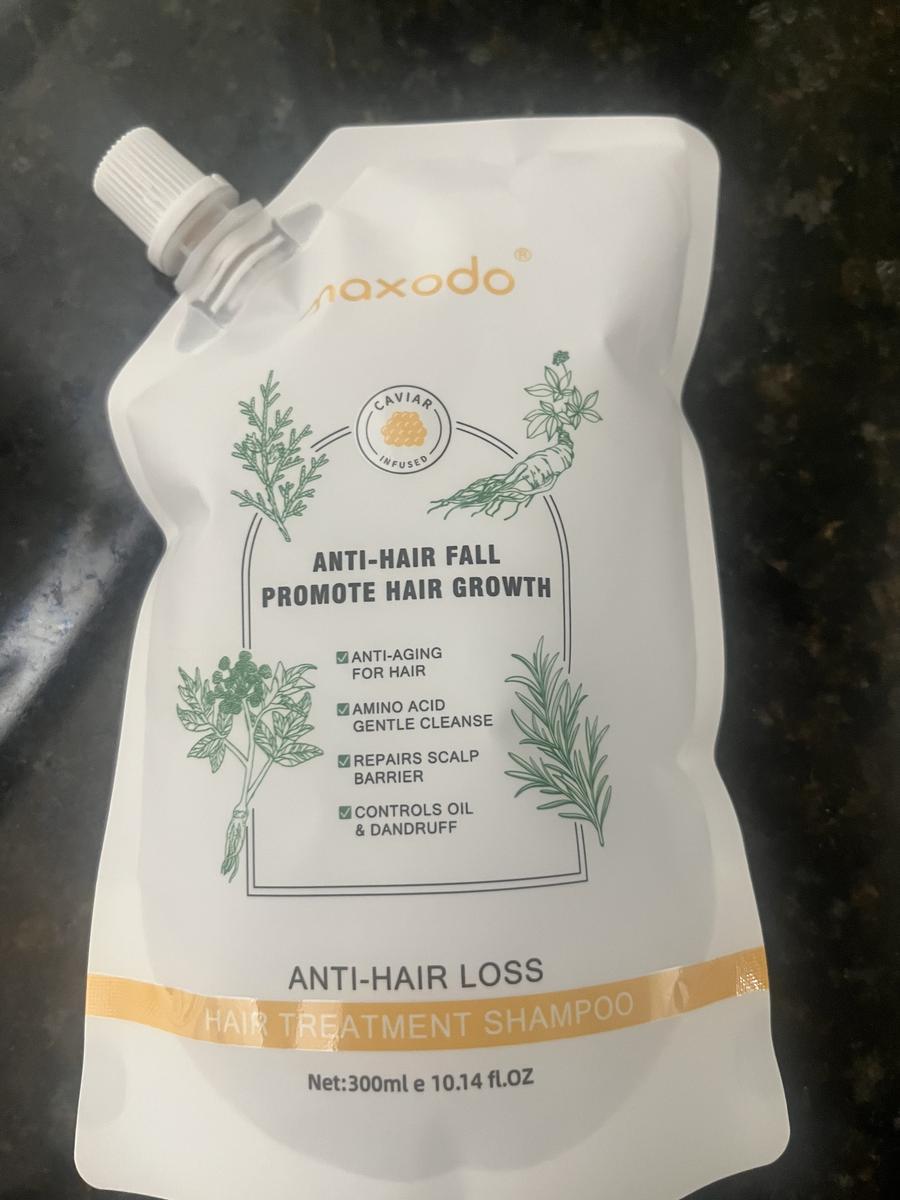 maxodo®
CAVIAR
INFUSED
ANTI-HAIR FALL
PROMOTE HAIR GROWTH
☑ ANTI-AGING
FOR HAIR
☑ AMINO ACID
GENTLE CLEANSE
☑ REPAIRS SCALP
BARRIER
☑ CONTROLS OIL
& DANDRUFF
ANTI-HAIR LOSS
HAIR TREATMENT SHAMPOO
Net:300ml e 10.14 fl.OZ